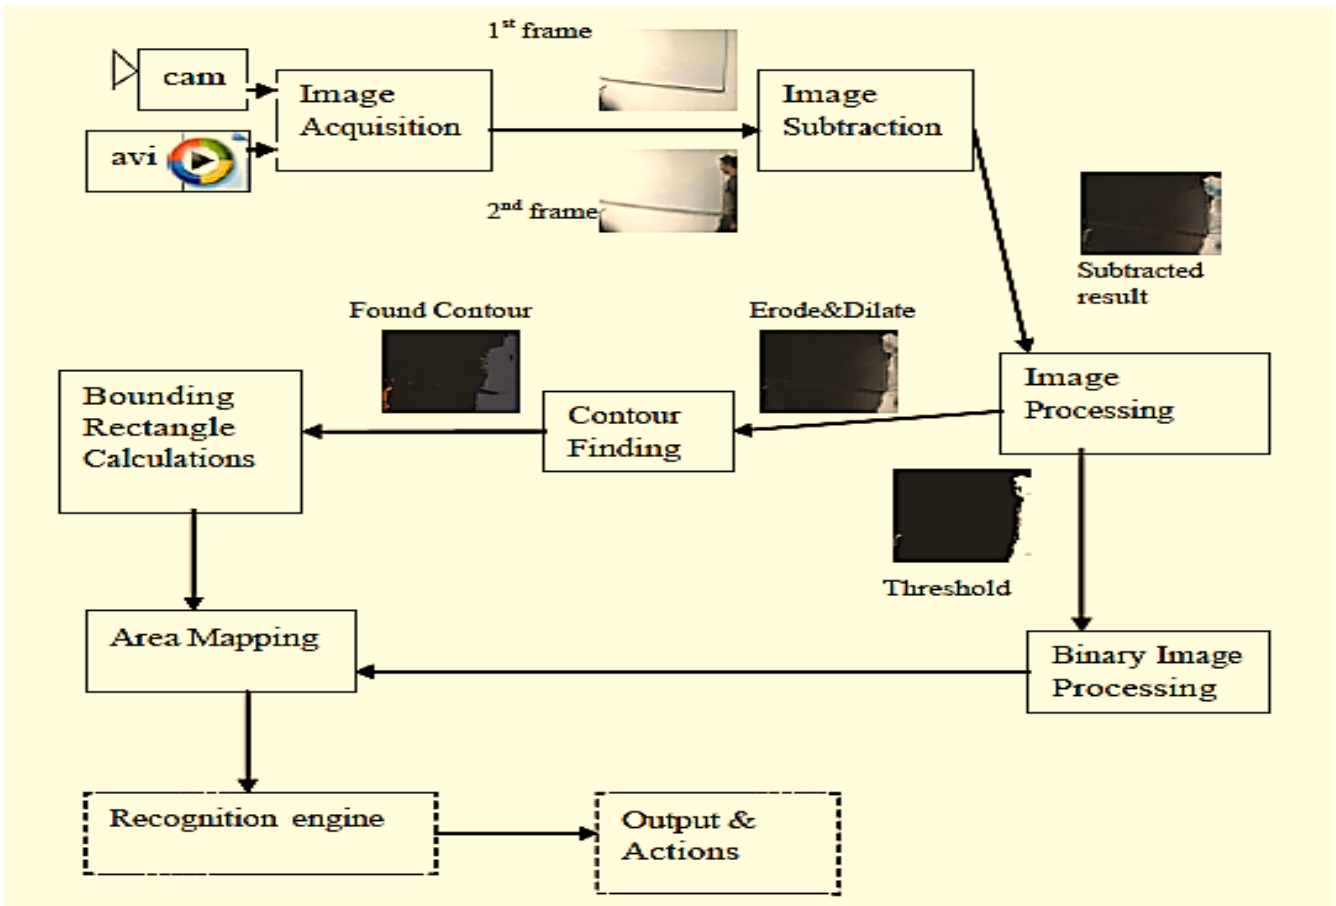 1st frame
cam
Image
Acquisition
Image
Subtraction
avi
2nd frame
Subtracted
result
Found Contour
Erode&Dilate
Bounding
Rectangle
Calculations
Contour
Finding
Image
Processing
Threshold
Area Mapping
Binary Image
Processing
Recognition engine
Output &
Actions